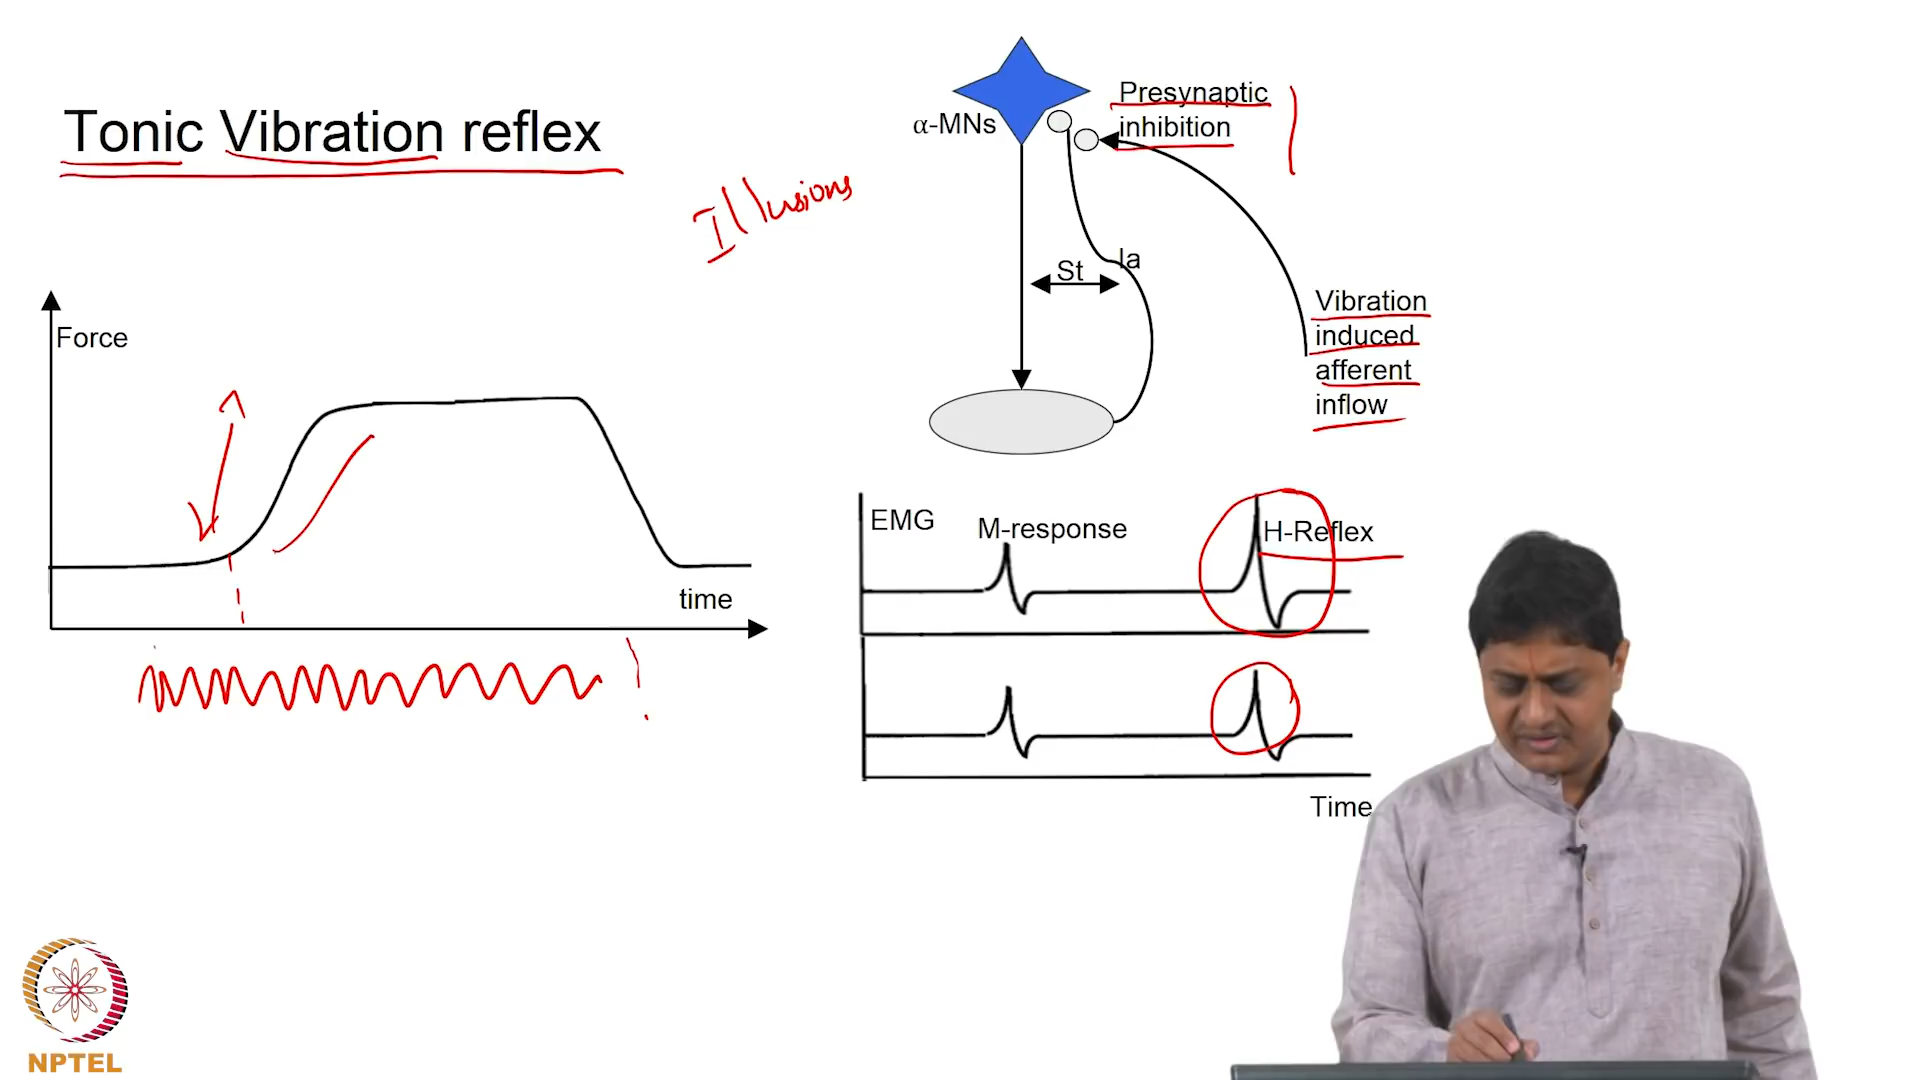 Tonic Vibration reflex
Illusions
Force
time
α-MNs
Presynaptic
inhibition
St
Ia
Vibration
induced
afferent
inflow
EMG
M-response
H-Reflex
Time
NPTEL